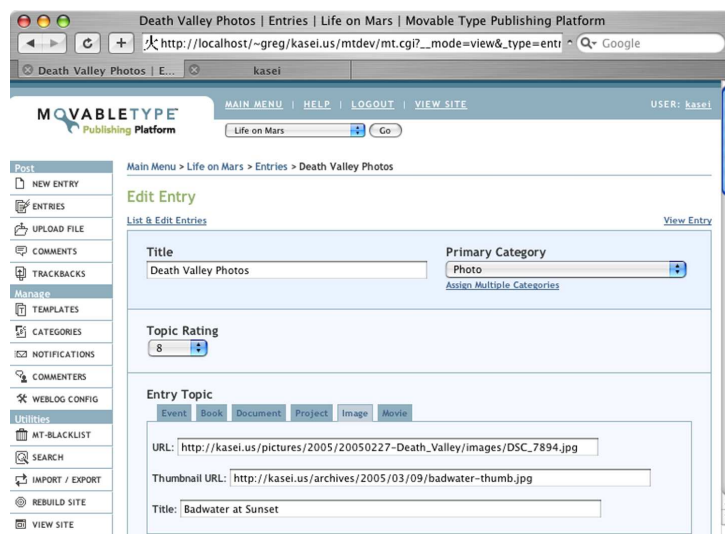 Death Valley Photos | Entries | Life on Mars | Movable Type Publishing Platform
http://localhost/~greg/kasei.us/mtdev/mt.cgi?__mode=view&_type=entr
Google
Death Valley Photos | E...
kasei
MOVABLETYPE
Publishing Platform
MAIN MENU | HELP | LOGOUT | VIEW SITE
USER: kasei
Life on Mars
Go
Main Menu > Life on Mars > Entries > Death Valley Photos
Post
NEW ENTRY
ENTRIES
UPLOAD FILE
COMMENTS
TRACKBACKS
Manage
TEMPLATES
CATEGORIES
NOTIFICATIONS
COMMENTERS
WEBLOG CONFIG
Utilities
MT-BLACKLIST
SEARCH
IMPORT / EXPORT
REBUILD SITE
VIEW SITE
Edit Entry
List & Edit Entries
View Entry
Title
Death Valley Photos
Primary Category
Photo
Assign Multiple Categories
Topic Rating
8
Entry Topic
Event Book Document Project Image Movie
URL: http://kasei.us/pictures/2005/20050227-Death_Valley/images/DSC_7894.jpg
Thumbnail URL: http://kasei.us/archives/2005/03/09/badwater-thumb.jpg
Title: Badwater at Sunset